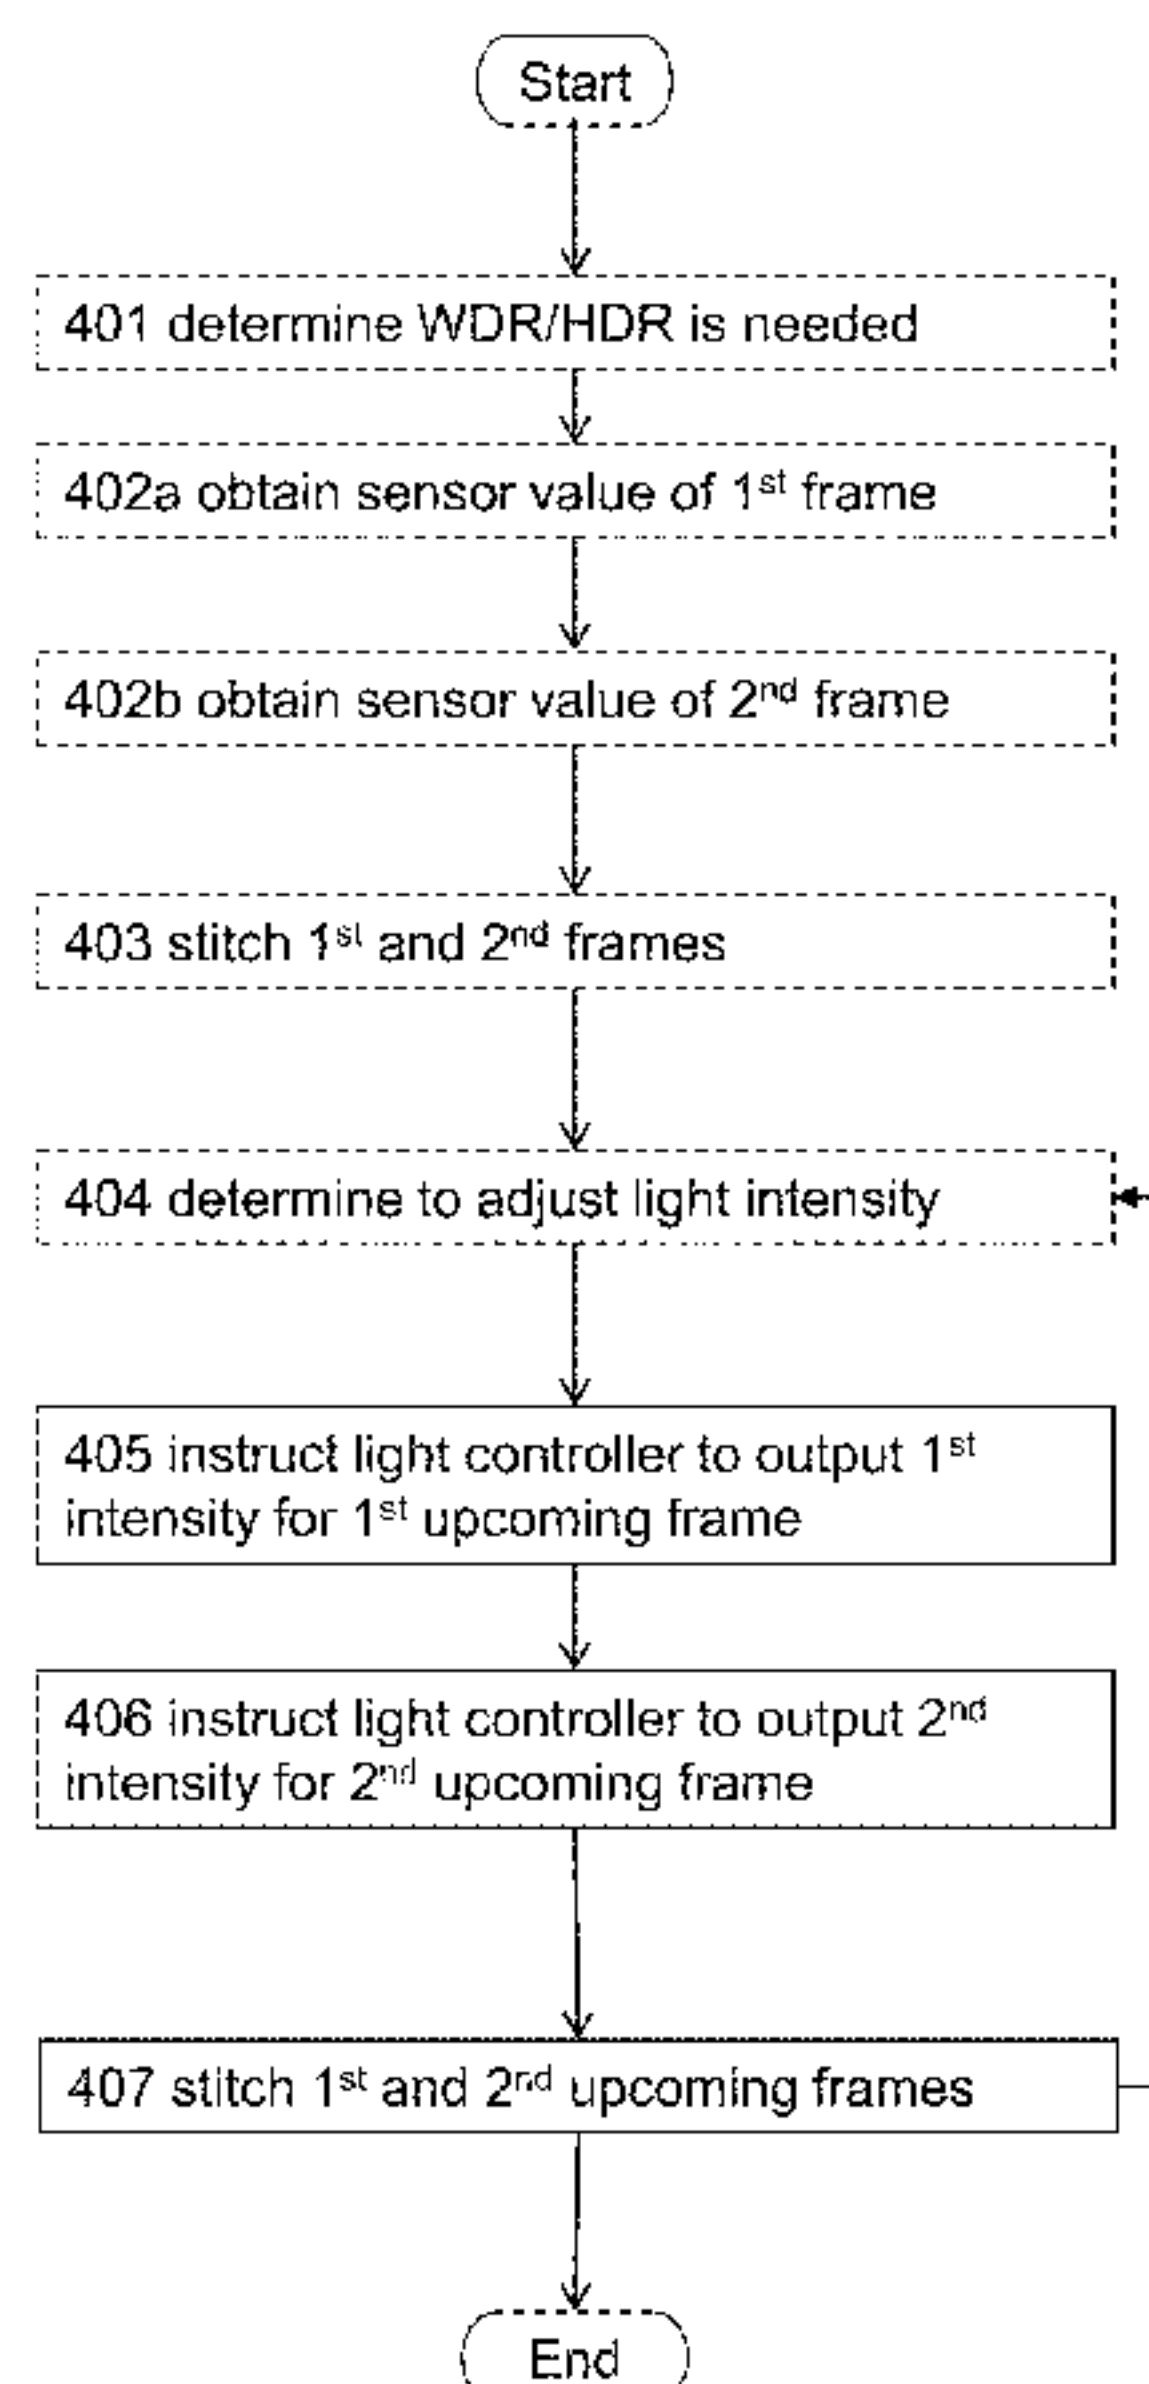 Start
401 determine WDR/HDR is needed
402a obtain sensor value of 1st frame
402b obtain sensor value of 2nd frame
403 stitch 1st and 2nd frames
404 determine to adjust light intensity
405 instruct light controller to output 1st
intensity for 1st upcoming frame
406 instruct light controller to output 2nd
intensity for 2nd upcoming frame
407 stitch 1st and 2nd upcoming frames
End